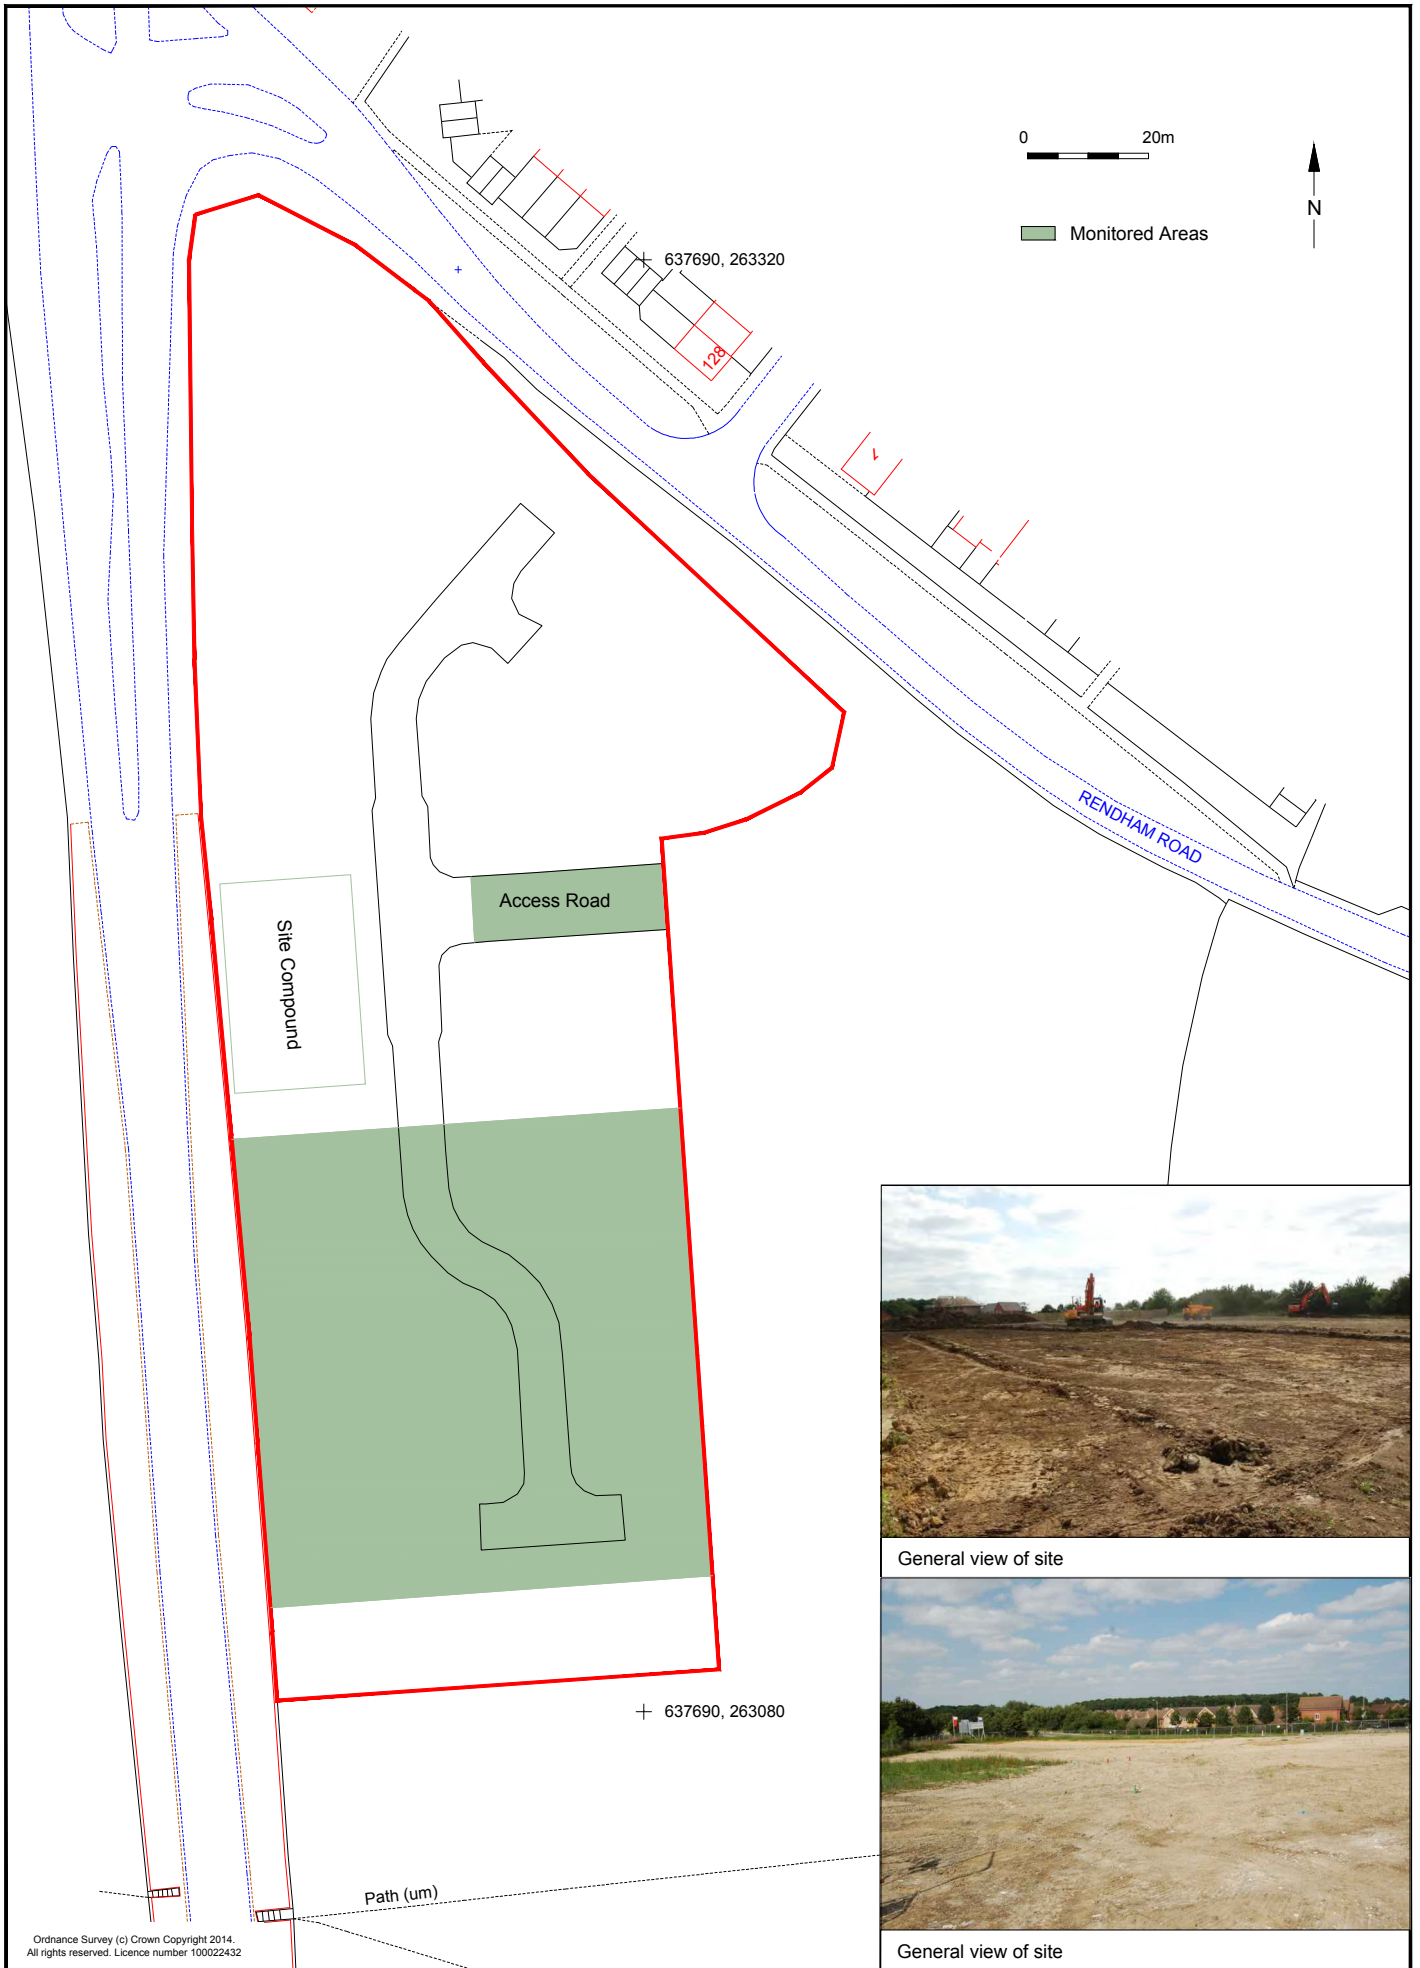 0 20m
N
Monitored Areas
637690, 263320
128
1
RENDHAM ROAD
Access Road
Site Compound
General view of site
637690, 263080
Path (um)
Ordnance Survey (c) Crown Copyright 2014.
All rights reserved. Licence number 100022432
General view of site